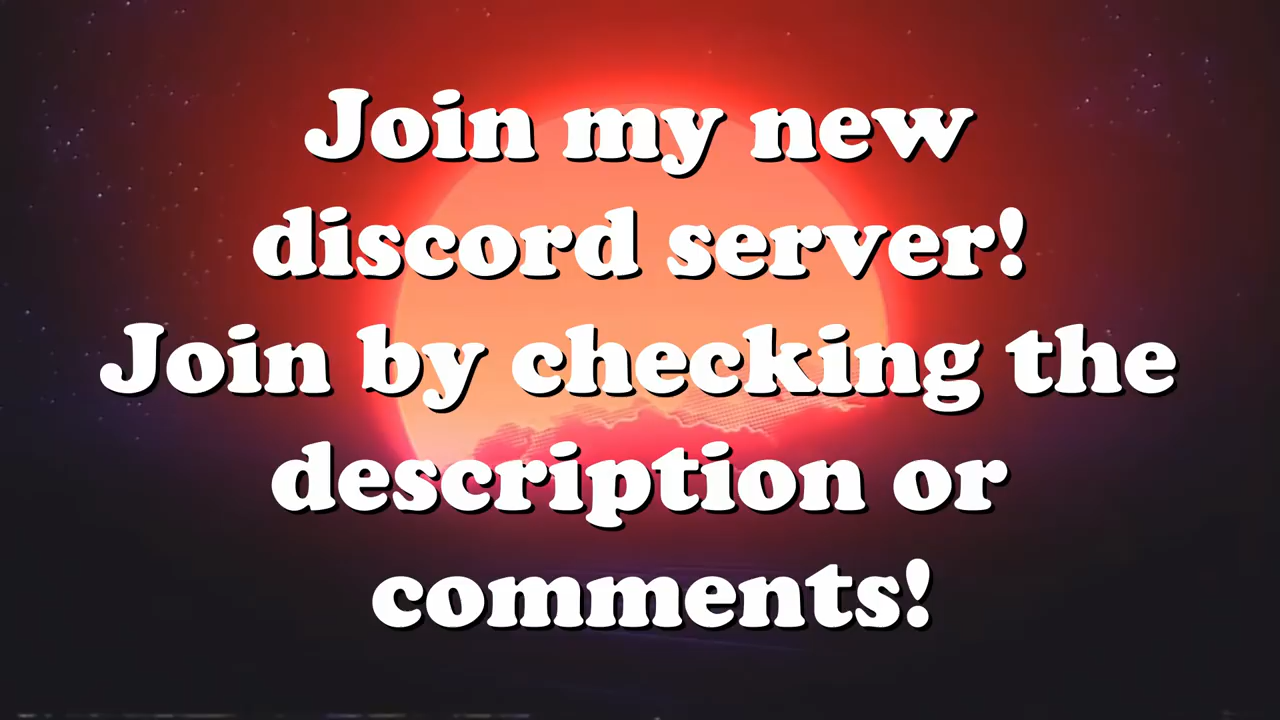 Join my new
discord server!
Join by checking the
description or
comments!